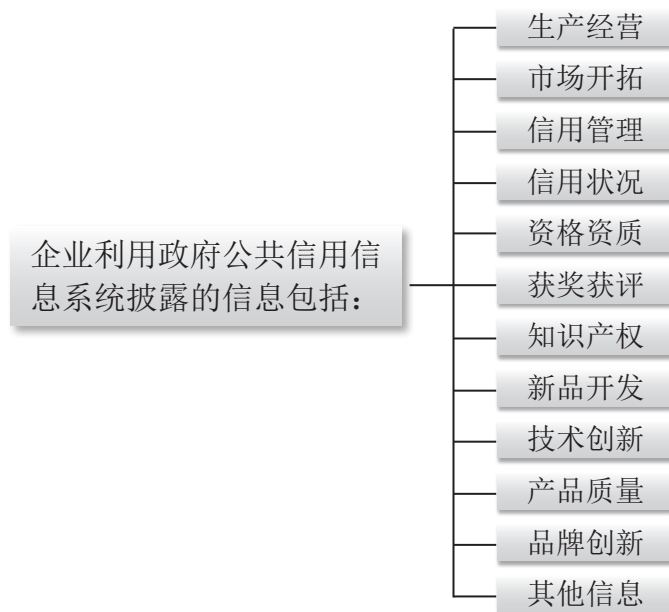 企业利用政府公共信用信
息系统披露的信息包括：
生产经营
市场开拓
信用管理
信用状况
资格资质
获奖获评
知识产权
新品开发
技术创新
产品质量
品牌创新
其他信息